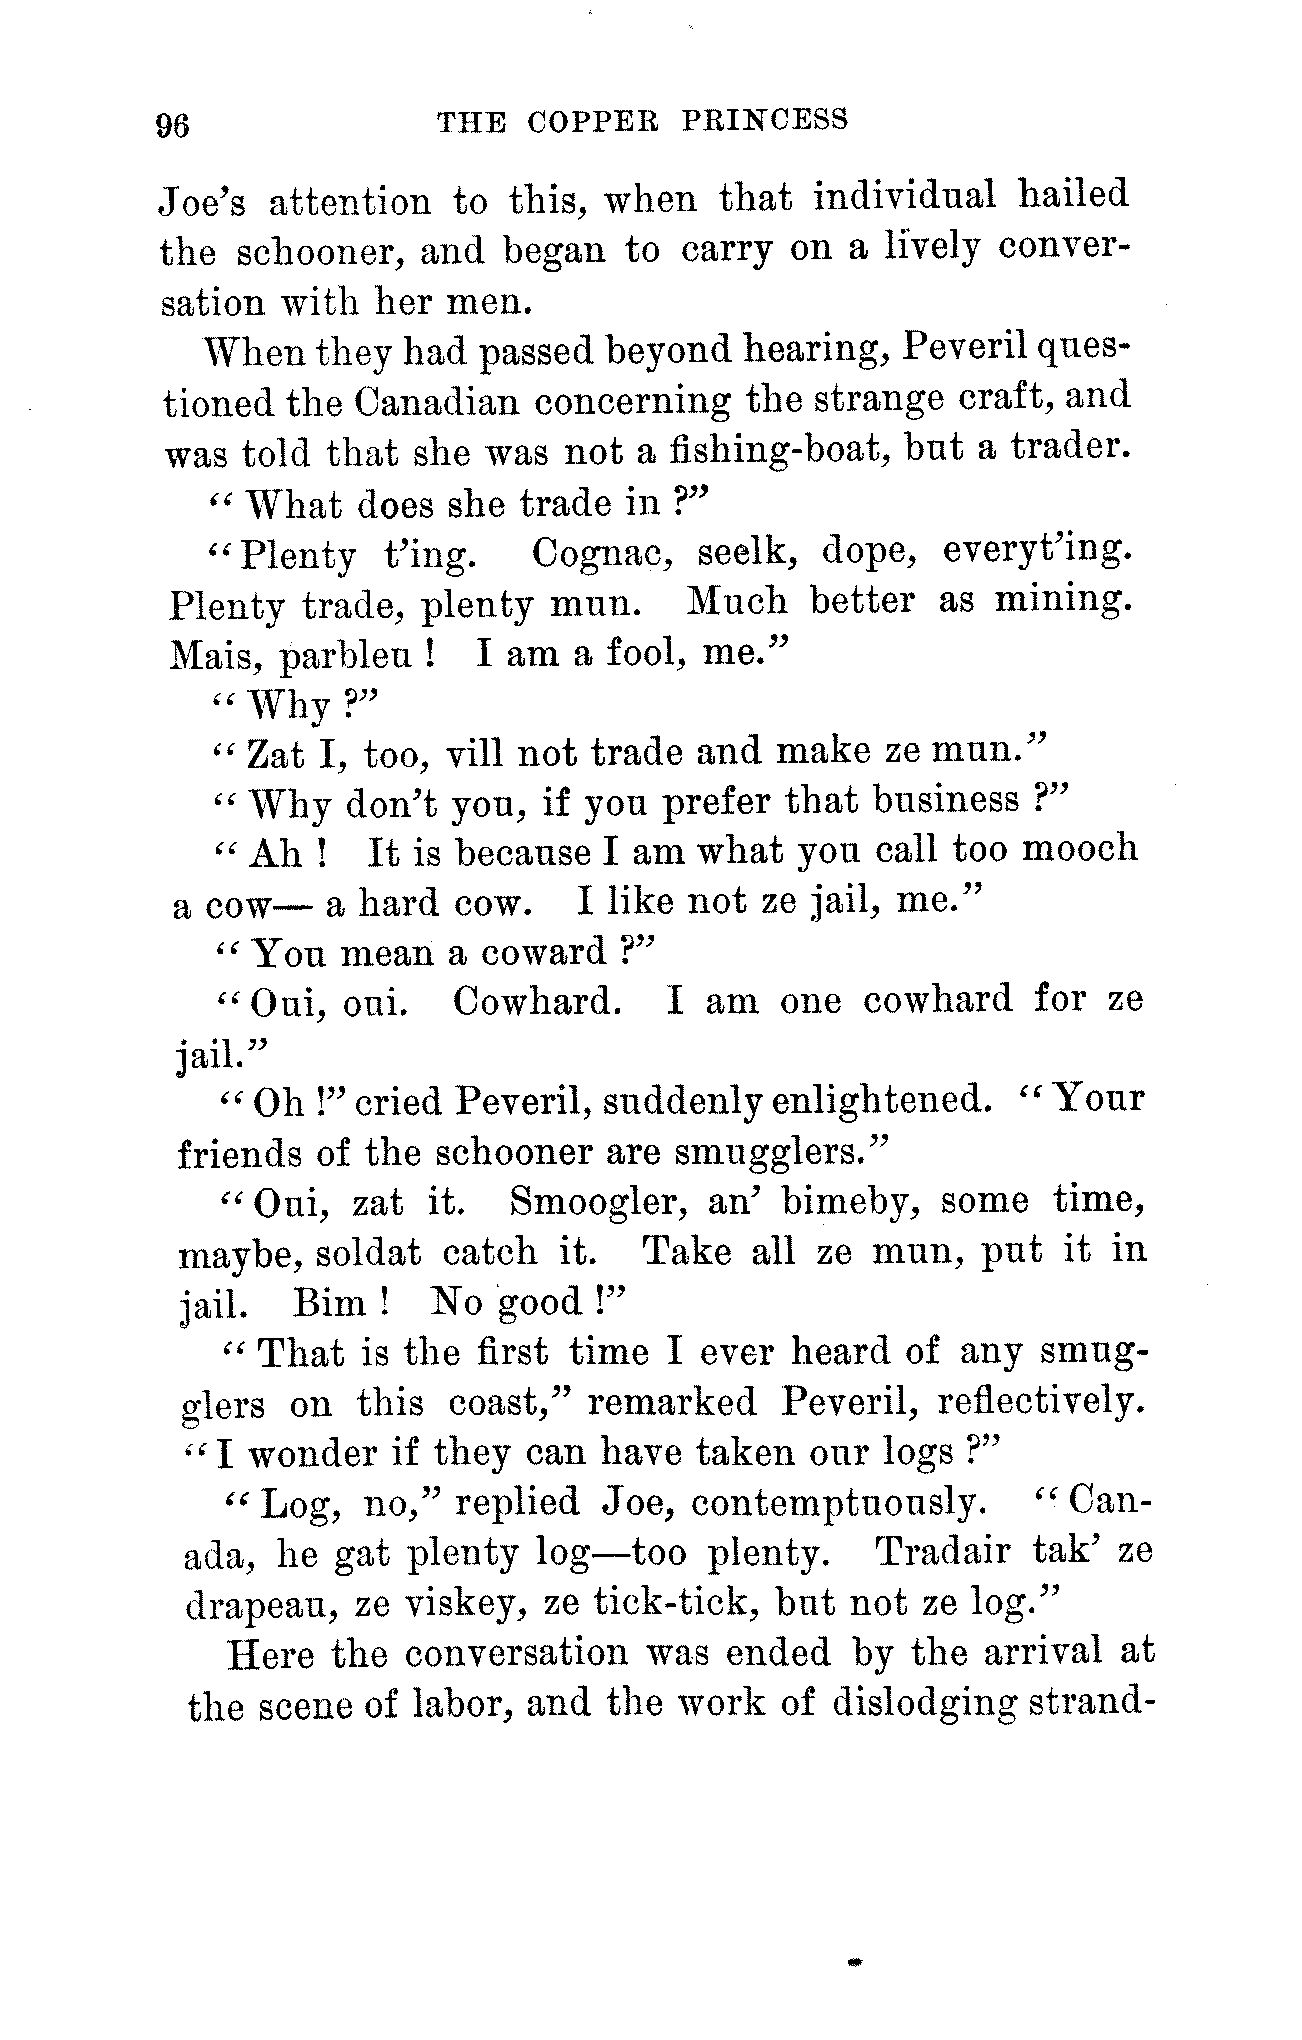 96 THE COPPER PRINCESS
Joe's attention to this, when that individual hailed
the schooner, and began to carry on a lively conver-
sation with her men.
When they had passed beyond hearing, Peveril ques-
tioned the Canadian concerning the strange craft, and
was told that she was not a fishing-boat, but a trader.
“ What does she trade in ?”
“Plenty t'ing. Cognac, seelk, dope, everyt'ing.
Plenty trade, plenty mun. Much better as mining.
Mais, parbleu ! I am a fool, me.”
“ Why ?”
“ Zat I, too, vill not trade and make ze mun.”
“ Why don't you, if you prefer that business ?”
“ Ah ! It is because I am what you call too mooch
a cow— a hard cow. I like not ze jail, me.”
“ You mean a coward ?”
“ Oui, oui. Cowhard. I am one cowhard for ze
jail.”
“ Oh !” cried Peveril, suddenly enlightened. “ Your
friends of the schooner are smugglers.”
“ Oui, zat it. Smoogler, an' bimeby, some time,
maybe, soldat catch it. Take all ze mun, put it in
jail. Bim ! No good !”
“ That is the first time I ever heard of any smug-
glers on this coast,” remarked Peveril, reflectively.
“ I wonder if they can have taken our logs ?”
“ Log, no,” replied Joe, contemptuously. “ Can-
ada, he gat plenty log—too plenty. Tradair tak' ze
drapeau, ze viskey, ze tick-tick, but not ze log.”
Here the conversation was ended by the arrival at
the scene of labor, and the work of dislodging strand-